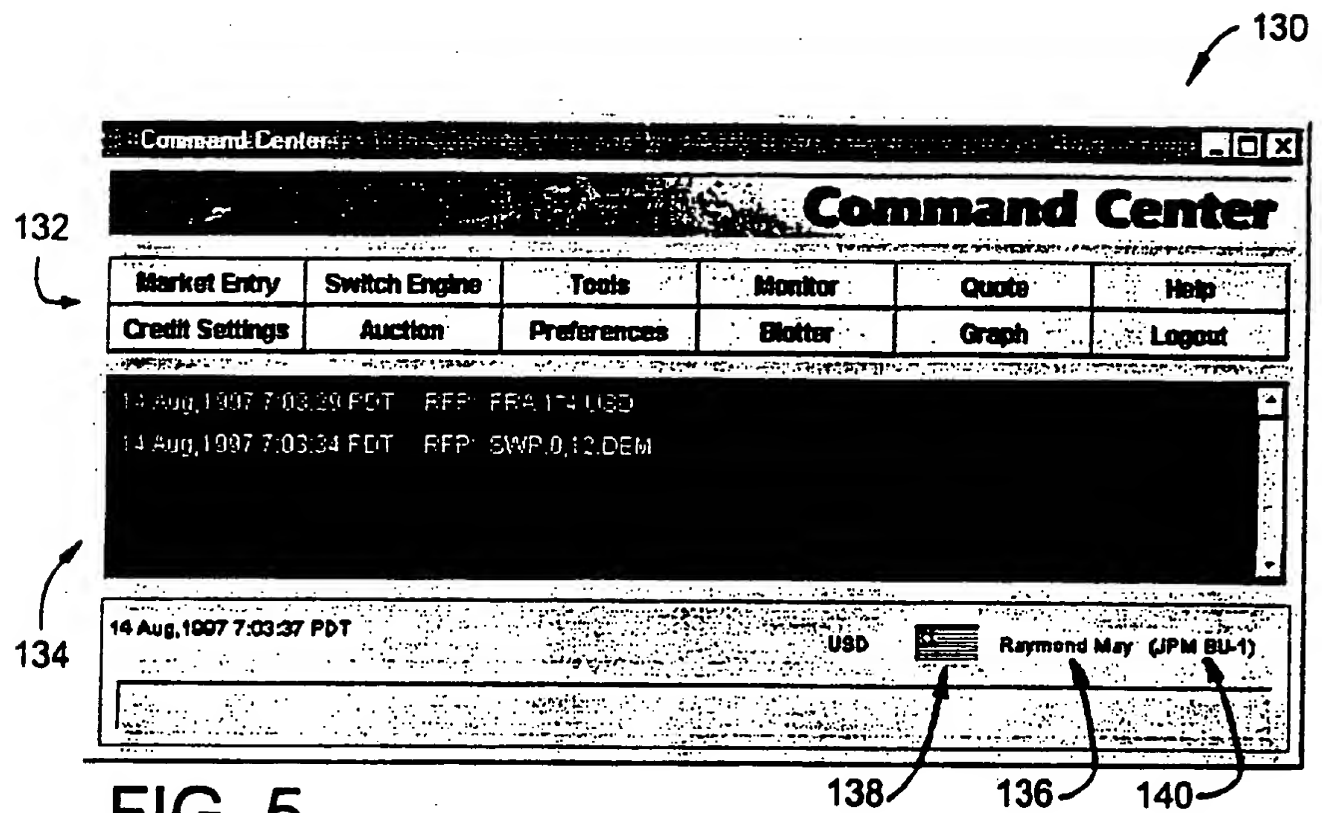 130
Command Center
Command Center
132
Market Entry Switch Engine Tools Monitor Quote Help
Credit Settings Auction Preferences Blotter Graph Logout
14 Aug,1997 7:03:29 PDT RFP: FRA 1*4 USD
14 Aug,1997 7:03:34 PDT RFP: SWP.0,12.DEM
134
14 Aug,1997 7:03:37 PDT USD Raymond May (JPM BU-1)
138 136 140
FIG. 5